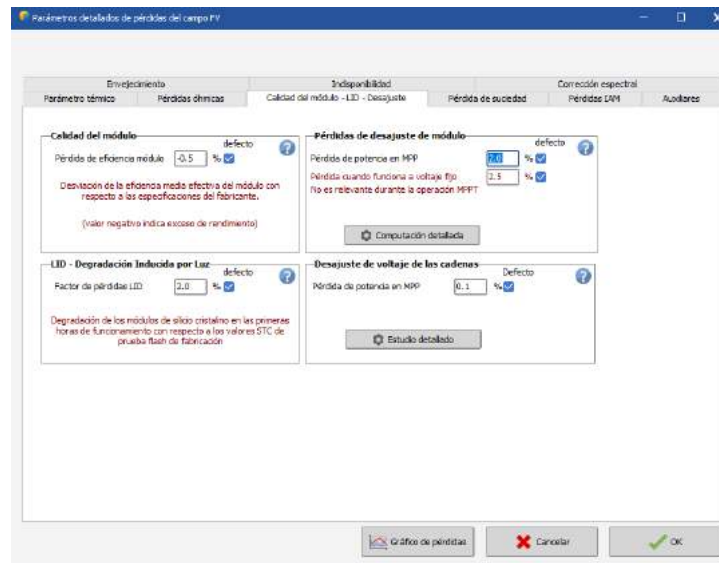 Parámetros detallados de pérdidas del campo FV
Envejecimiento Indisponibilidad Corrección espectral
Parámetro térmico Pérdidas óhmicas Calidad del módulo - LID - Desajuste Pérdida de suciedad Pérdidas IAM Auxiliares
Calidad del módulo
defecto
Pérdida de eficiencia módulo -0.5 %
Desviación de la eficiencia media efectiva del módulo con
respecto a las especificaciones del fabricante.
(valor negativo indica exceso de rendimiento)
Pérdidas de desajuste de módulo
defecto
Pérdida de potencia en MPP 2.0 %
Pérdida cuando funciona a voltaje fijo 2.5 %
No es relevante durante la operación MPPT
Computación detallada
LID - Degradación Inducida por Luz
defecto
Factor de pérdidas LID 2.0 %
Degradación de los módulos de silicio cristalino en las primeras
horas de funcionamiento con respecto a los valores STC de
prueba flash de fabricación
Desajuste de voltaje de las cadenas
Defecto
Pérdida de potencia en MPP 0.1 %
Estudio detallado
Gráfico de pérdidas Cancelar OK